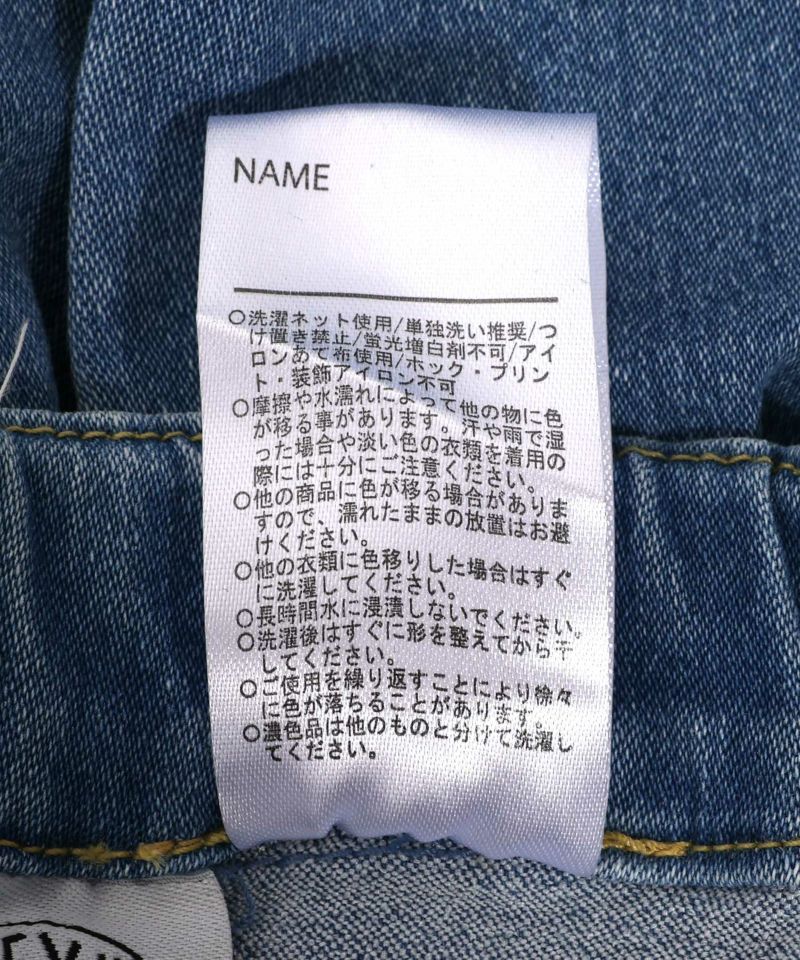 NAME
○洗濯ネット使用/単独洗い推奨/つ
け置き禁止/蛍光増白剤不可/アイ
ロンあて布使用/ホック・プリン
ト・装飾アイロン不可
○摩擦や水濡れによって他の物に色
が移る事があります。汗や雨で湿
った場合や淡い色の衣類を着用の
際には十分にご注意ください。
○他の商品に色が移る場合がありま
すので、濡れたままの放置はお避
けください。
○他の衣類に色移りした場合はすぐ
に洗濯してください。
○長時間水に浸漬しないでください。
○洗濯後はすぐに形を整えてから干
してください。
○ご使用を繰り返すことにより徐々
に色が落ちることがあります。
○濃色品は他のものと分けて洗濯し
てください。